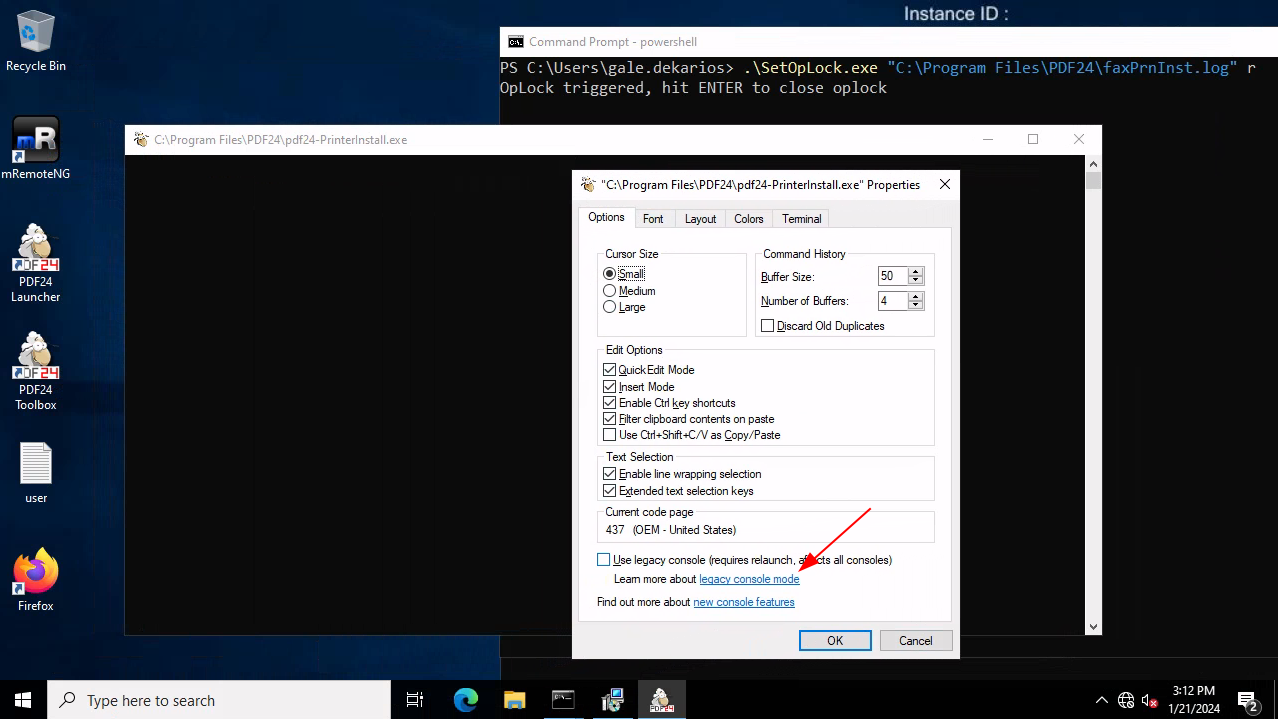 Instance ID :
Recycle Bin
Command Prompt - powershell
PS C:\Users\gale.dekarios> .\SetOpLock.exe "C:\Program Files\PDF24\faxPrnInst.log" r
OpLock triggered, hit ENTER to close oplock
mR
mRemoteNG
C:\Program Files\PDF24\pdf24-PrinterInstall.exe
"C:\Program Files\PDF24\pdf24-PrinterInstall.exe" Properties
Options Font Layout Colors Terminal
Cursor Size
Small
Medium
Large
Command History
Buffer Size: 50
Number of Buffers: 4
Discard Old Duplicates
Edit Options
QuickEdit Mode
Insert Mode
Enable Ctrl key shortcuts
Filter clipboard contents on paste
Use Ctrl+Shift+C/V as Copy/Paste
Text Selection
Enable line wrapping selection
Extended text selection keys
Current code page
437 (OEM - United States)
Use legacy console (requires relaunch, affects all consoles)
Learn more about legacy console mode
Find out more about new console features
OK Cancel
PDF24
PDF24
Launcher
PDF24
PDF24
Toolbox
user
Firefox
Type here to search
PDF24
3:12 PM
1/21/2024
2